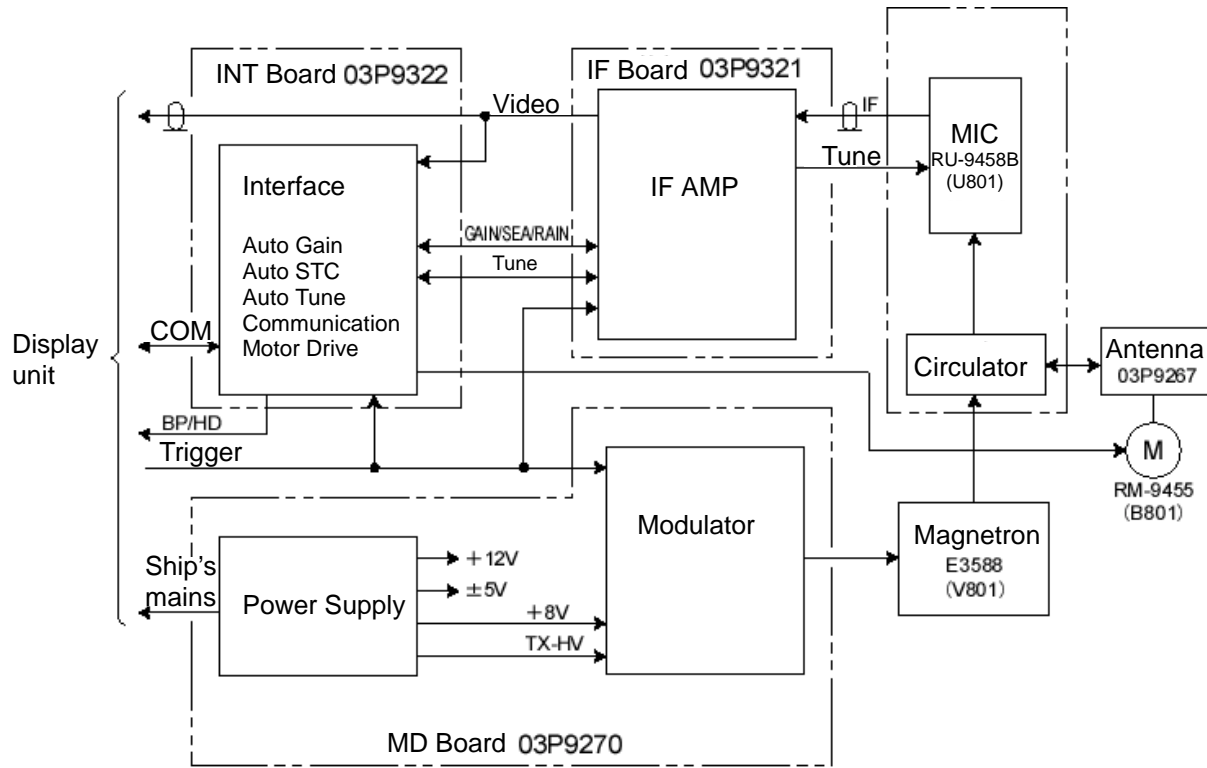 INT Board 03P9322
IF Board 03P9321
Video
IF
MIC
RU-9458B
(U801)
Tune
Interface
IF AMP
Auto Gain
Auto STC
Auto Tune
Communication
Motor Drive
GAIN/SEA/RAIN
Tune
COM
Display
unit
Circulator
Antenna
03P9267
BP/HD
Trigger
M
RM-9455
(B801)
Modulator
Magnetron
E3588
(V801)
Ship's
mains
Power Supply
+12V
±5V
+8V
TX-HV
MD Board 03P9270